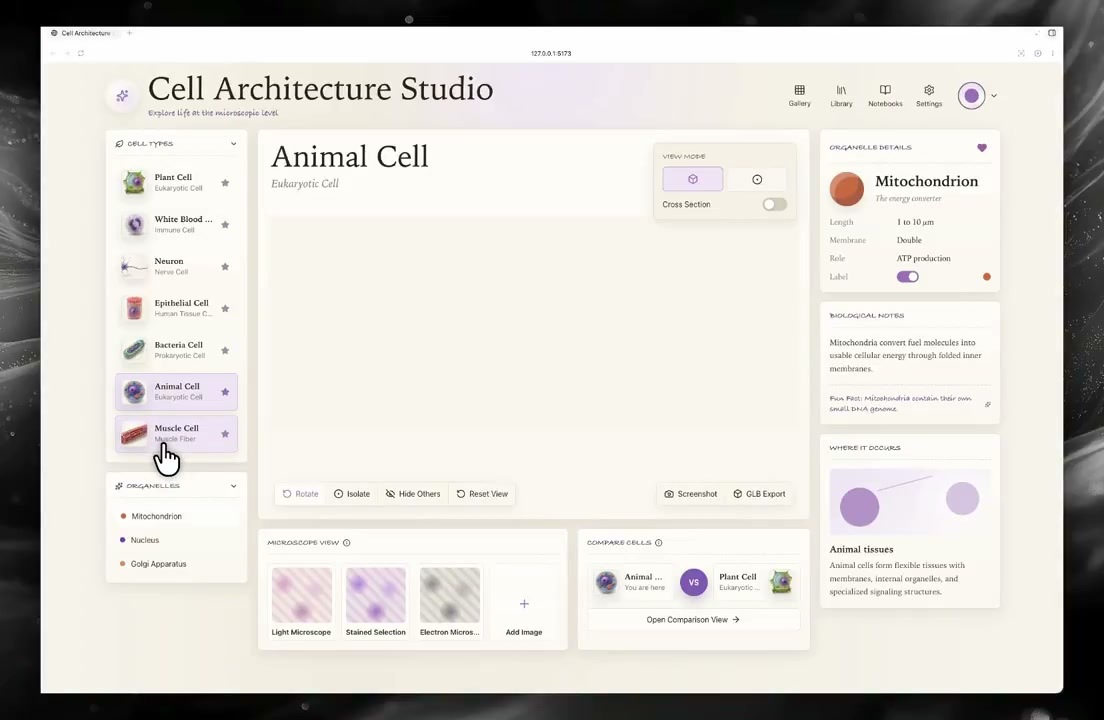 Cell Architecture
127.0.0.1:5173
Cell Architecture Studio
Explore life at the microscopic level
Gallery
Library
Notebooks
Settings
CELL TYPES
Plant Cell
Eukaryotic Cell
White Blood ...
Immune Cell
Neuron
Nerve Cell
Epithelial Cell
Human Tissue C...
Bacteria Cell
Prokaryotic Cell
Animal Cell
Eukaryotic Cell
Muscle Cell
Muscle Fiber
ORGANELLES
Mitochondrion
Nucleus
Golgi Apparatus
Animal Cell
Eukaryotic Cell
VIEW MODE
Cross Section
Rotate
Isolate
Hide Others
Reset View
Screenshot
GLB Export
MICROSCOPE VIEW
Light Microscope
Stained Selection
Electron Micros...
Add Image
COMPARE CELLS
Animal ...
You are here
VS
Plant Cell
Eukaryotic ...
Open Comparison View →
ORGANELLE DETAILS
Mitochondrion
The energy converter
Length 1 to 10 μm
Membrane Double
Role ATP production
Label
BIOLOGICAL NOTES
Mitochondria convert fuel molecules into
usable cellular energy through folded inner
membranes.
Fun Fact: Mitochondria contain their own
small DNA genome.
WHERE IT OCCURS
Animal tissues
Animal cells form flexible tissues with
membranes, internal organelles, and
specialized signaling structures.